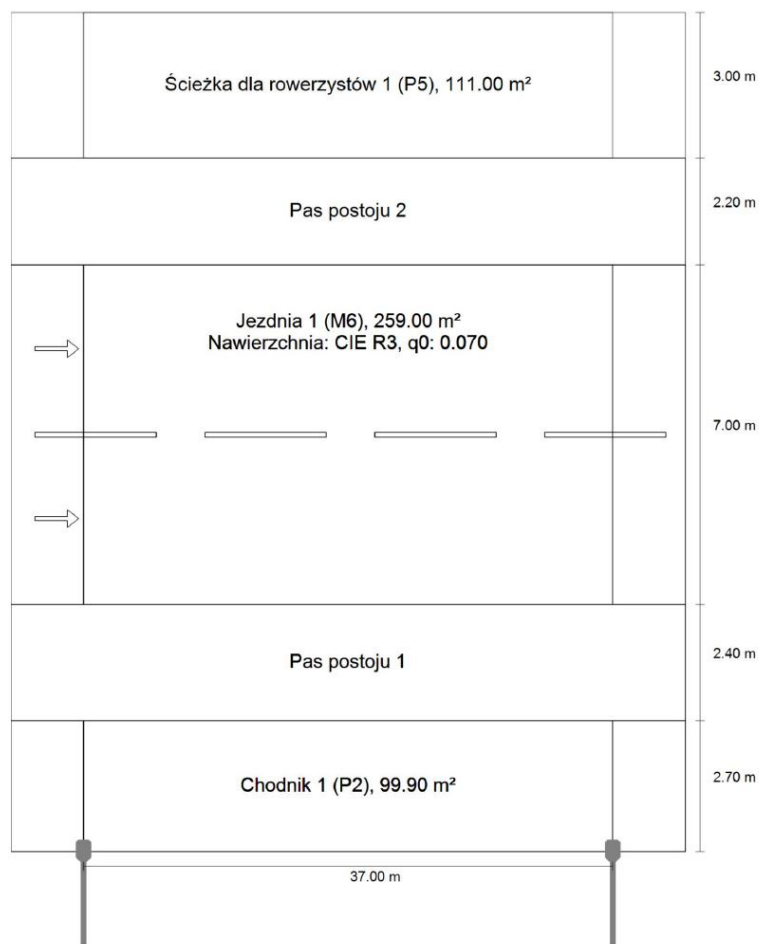 Ścieżka dla rowerzystów 1 (P5), 111.00 m²
3.00 m
Pas postoju 2
2.20 m
Jezdnia 1 (M6), 259.00 m²
Nawierzchnia: CIE R3, q0: 0.070
7.00 m
Pas postoju 1
2.40 m
Chodnik 1 (P2), 99.90 m²
2.70 m
37.00 m